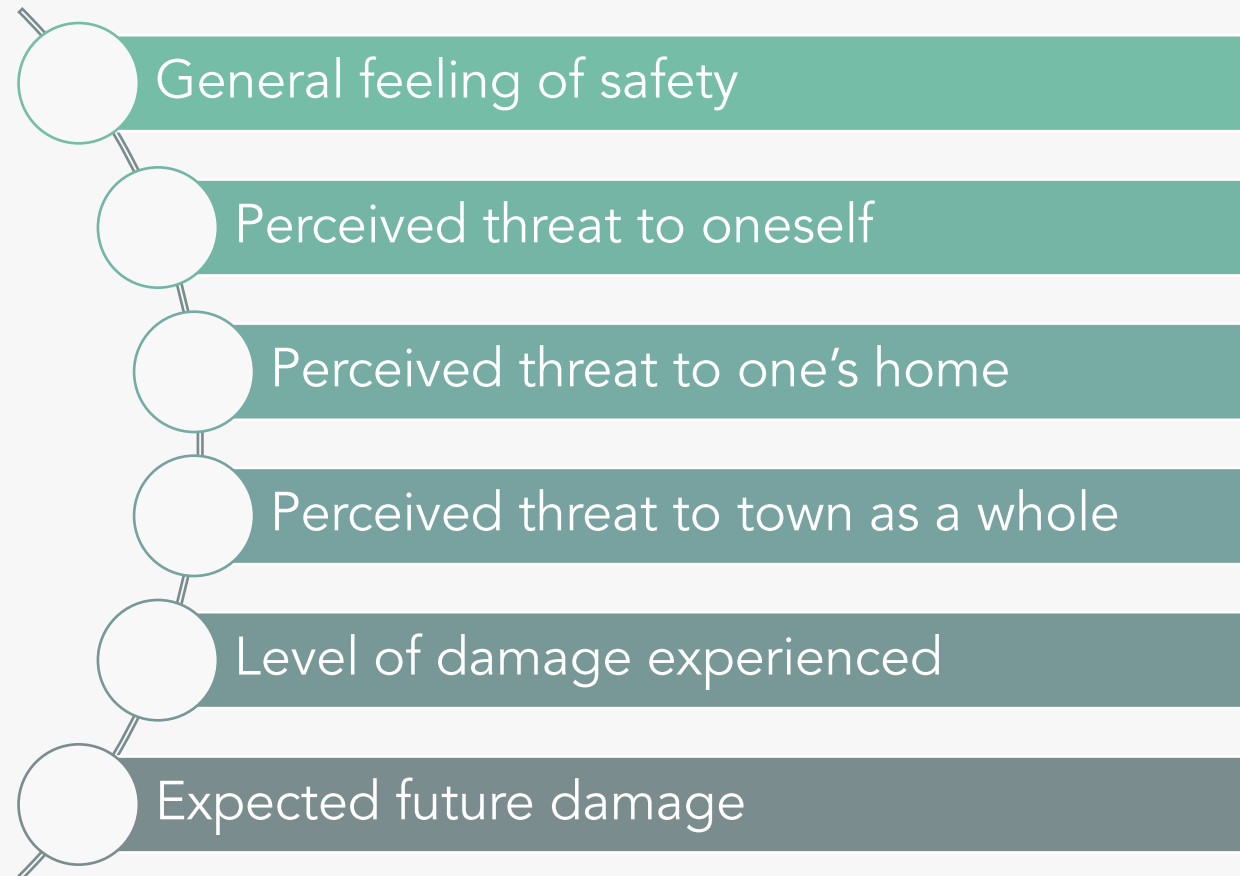 General feeling of safety
Perceived threat to oneself
Perceived threat to one’s home
Perceived threat to town as a whole
Level of damage experienced
Expected future damage